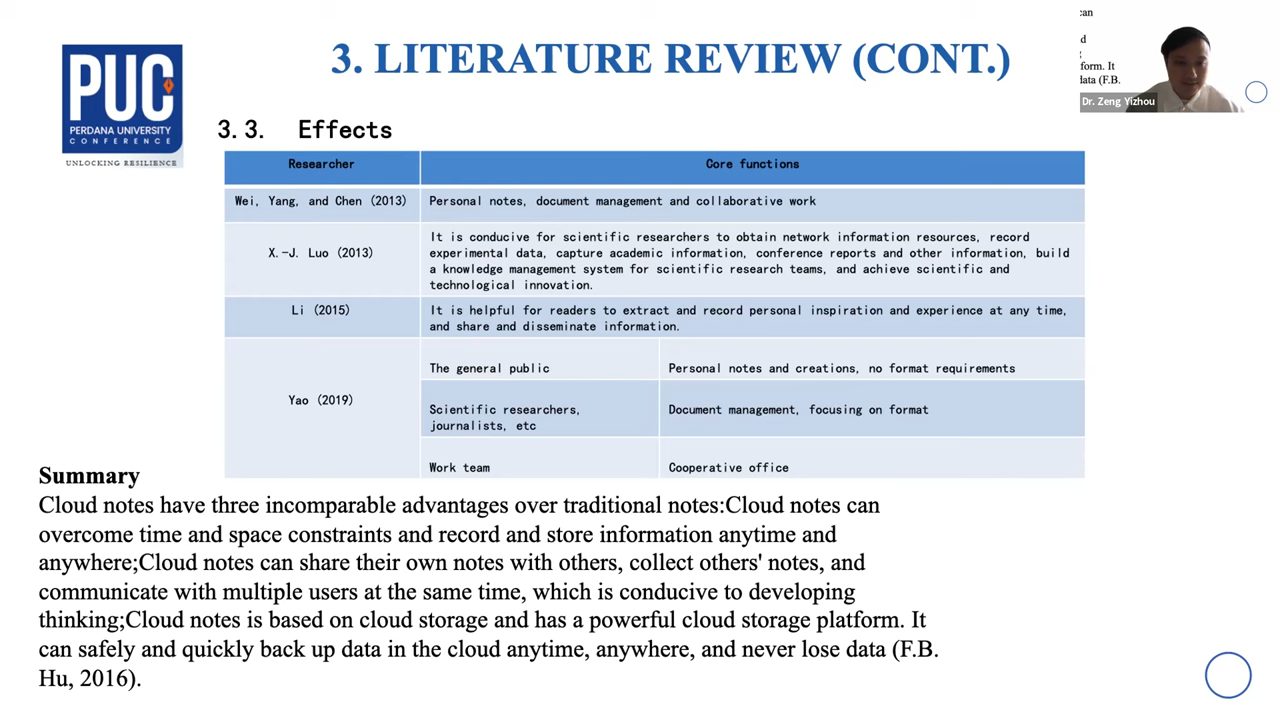 3. LITERATURE REVIEW (CONT.)
PUC
PERDANA UNIVERSITY
CONFERENCE
UNLOCKING RESILIENCE
can
d
form. It
data (F.B.
Dr. Zeng Yizhou
3.3. Effects
Researcher
Core functions
Wei, Yang, and Chen (2013)
Personal notes, document management and collaborative work
X.-J. Luo (2013)
It is conducive for scientific researchers to obtain network information resources, record
experimental data, capture academic information, conference reports and other information, build
a knowledge management system for scientific research teams, and achieve scientific and
technological innovation.
Li (2015)
It is helpful for readers to extract and record personal inspiration and experience at any time,
and share and disseminate information.
Yao (2019)
The general public
Personal notes and creations, no format requirements
Scientific researchers,
journalists, etc
Document management, focusing on format
Work team
Cooperative office
Summary
Cloud notes have three incomparable advantages over traditional notes:Cloud notes can
overcome time and space constraints and record and store information anytime and
anywhere;Cloud notes can share their own notes with others, collect others' notes, and
communicate with multiple users at the same time, which is conducive to developing
thinking;Cloud notes is based on cloud storage and has a powerful cloud storage platform. It
can safely and quickly back up data in the cloud anytime, anywhere, and never lose data (F.B.
Hu, 2016).